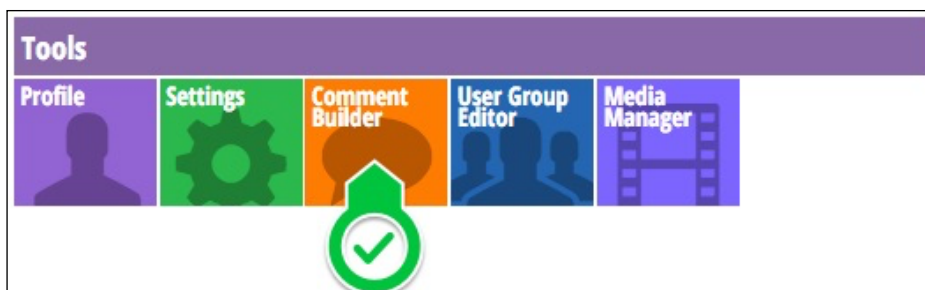 Tools
Profile
Settings
Comment
Builder
User Group
Editor
Media
Manager